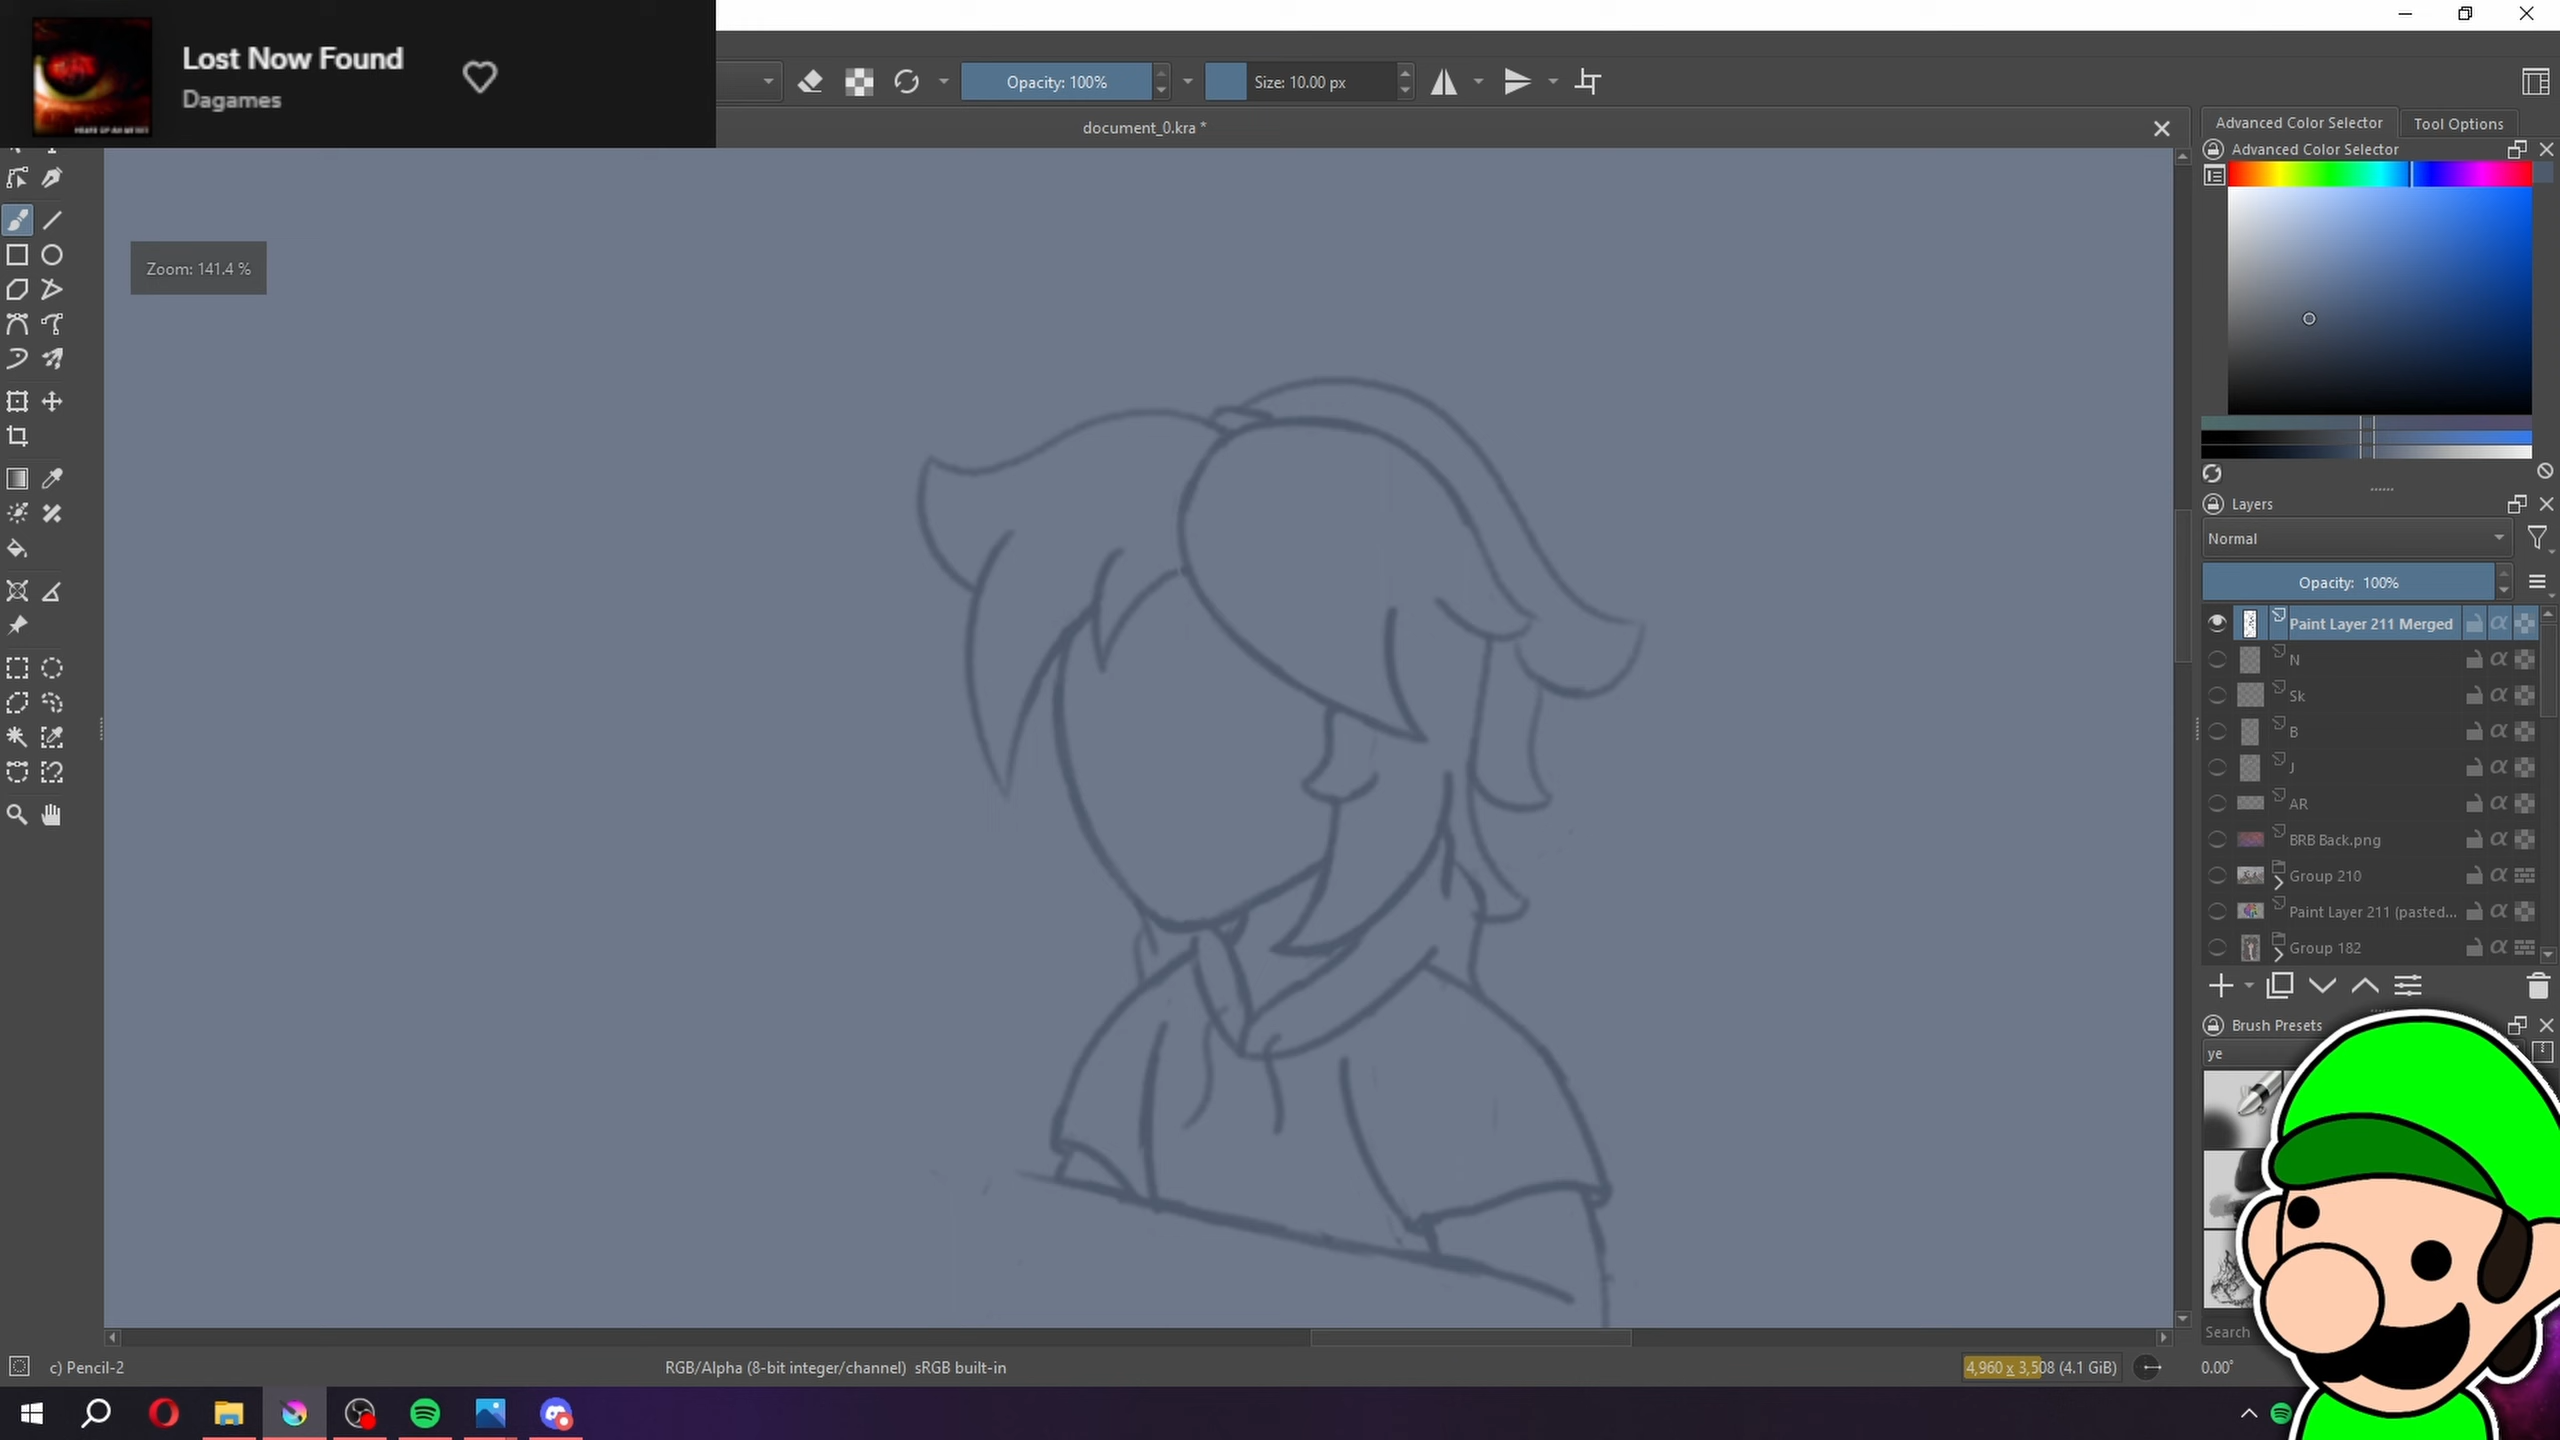 Lost Now Found
Dagames
Opacity: 100%
Size: 10.00 px
document_0.kra *
Zoom: 141.4 %
Advanced Color Selector
Tool Options
Advanced Color Selector
Layers
Normal
Opacity: 100%
Paint Layer 211 Merged
N
Sk
B
J
AR
BRB Back.png
Group 210
Paint Layer 211 (pasted...
Group 182
Brush Presets
ye
Search
c) Pencil-2
RGB/Alpha (8-bit integer/channel) sRGB built-in
4,960 x 3,508 (4.1 GiB)
0.00°